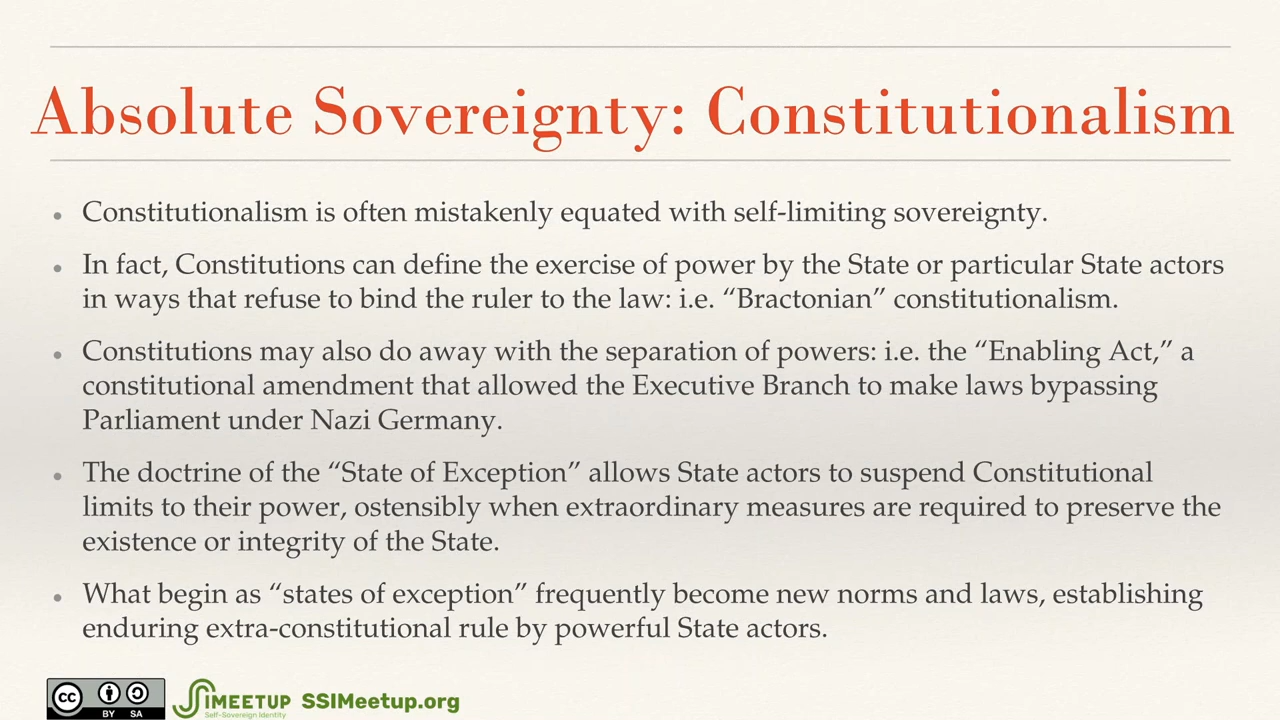 Absolute Sovereignty: Constitutionalism
• Constitutionalism is often mistakenly equated with self-limiting sovereignty.
• In fact, Constitutions can define the exercise of power by the State or particular State actors
in ways that refuse to bind the ruler to the law: i.e. “Bractonian” constitutionalism.
• Constitutions may also do away with the separation of powers: i.e. the “Enabling Act,” a
constitutional amendment that allowed the Executive Branch to make laws bypassing
Parliament under Nazi Germany.
• The doctrine of the “State of Exception” allows State actors to suspend Constitutional
limits to their power, ostensibly when extraordinary measures are required to preserve the
existence or integrity of the State.
• What begin as “states of exception” frequently become new norms and laws, establishing
enduring extra-constitutional rule by powerful State actors.
cc BY SA
SSIMEETUP SSIMeetup.org
Self-Sovereign Identity